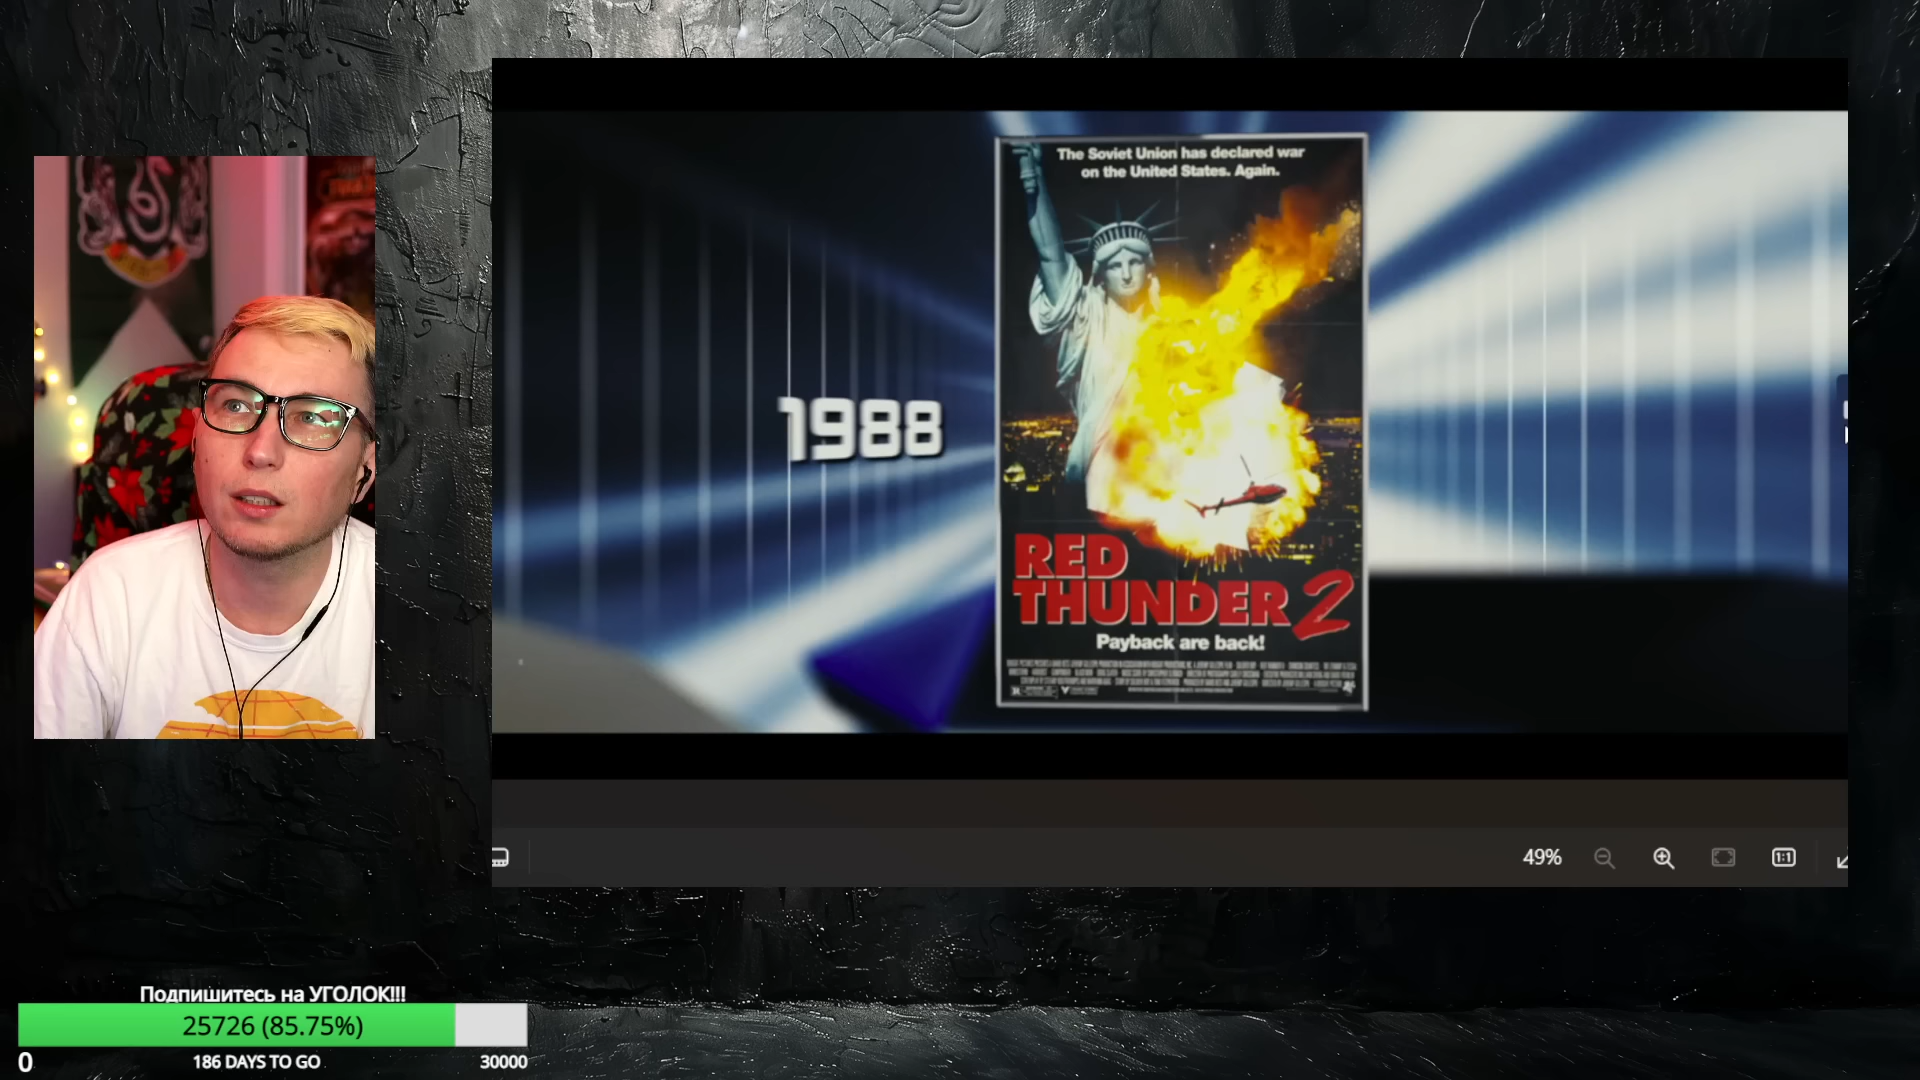 The Soviet Union has declared war
on the United States. Again.
1988
RED
THUNDER 2
Payback are back!
R
49%
1:1
Подпишитесь на УГОЛОК!!!
25726 (85.75%)
0
186 DAYS TO GO
30000